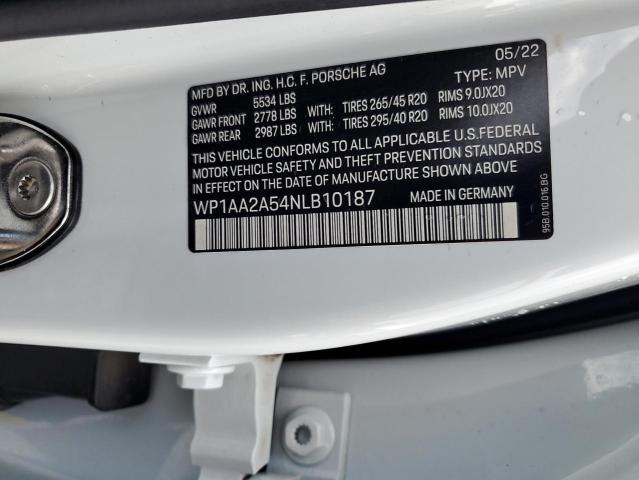 MFD BY DR. ING. H.C. F. PORSCHE AG 05/22
GVWR 5534 LBS TYPE: MPV
GAWR FRONT 2778 LBS WITH: TIRES 265/45 R20 RIMS 9.0JX20
GAWR REAR 2987 LBS WITH: TIRES 295/40 R20 RIMS 10.0JX20
THIS VEHICLE CONFORMS TO ALL APPLICABLE U.S. FEDERAL
MOTOR VEHICLE SAFETY AND THEFT PREVENTION STANDARDS
IN EFFECT ON THE DATE OF MANUFACTURE SHOWN ABOVE
WP1AA2A54NLB10187 MADE IN GERMANY
95B.010.016.BG